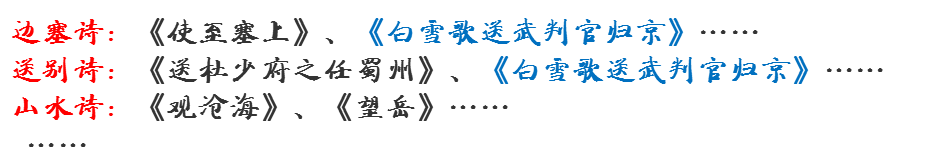 边塞诗：《使至塞上》、《白雪歌送武判官归京》……
送别诗：《送杜少府之任蜀州》、《白雪歌送武判官归京》……
山水诗：《观沧海》、《望岳》……
……